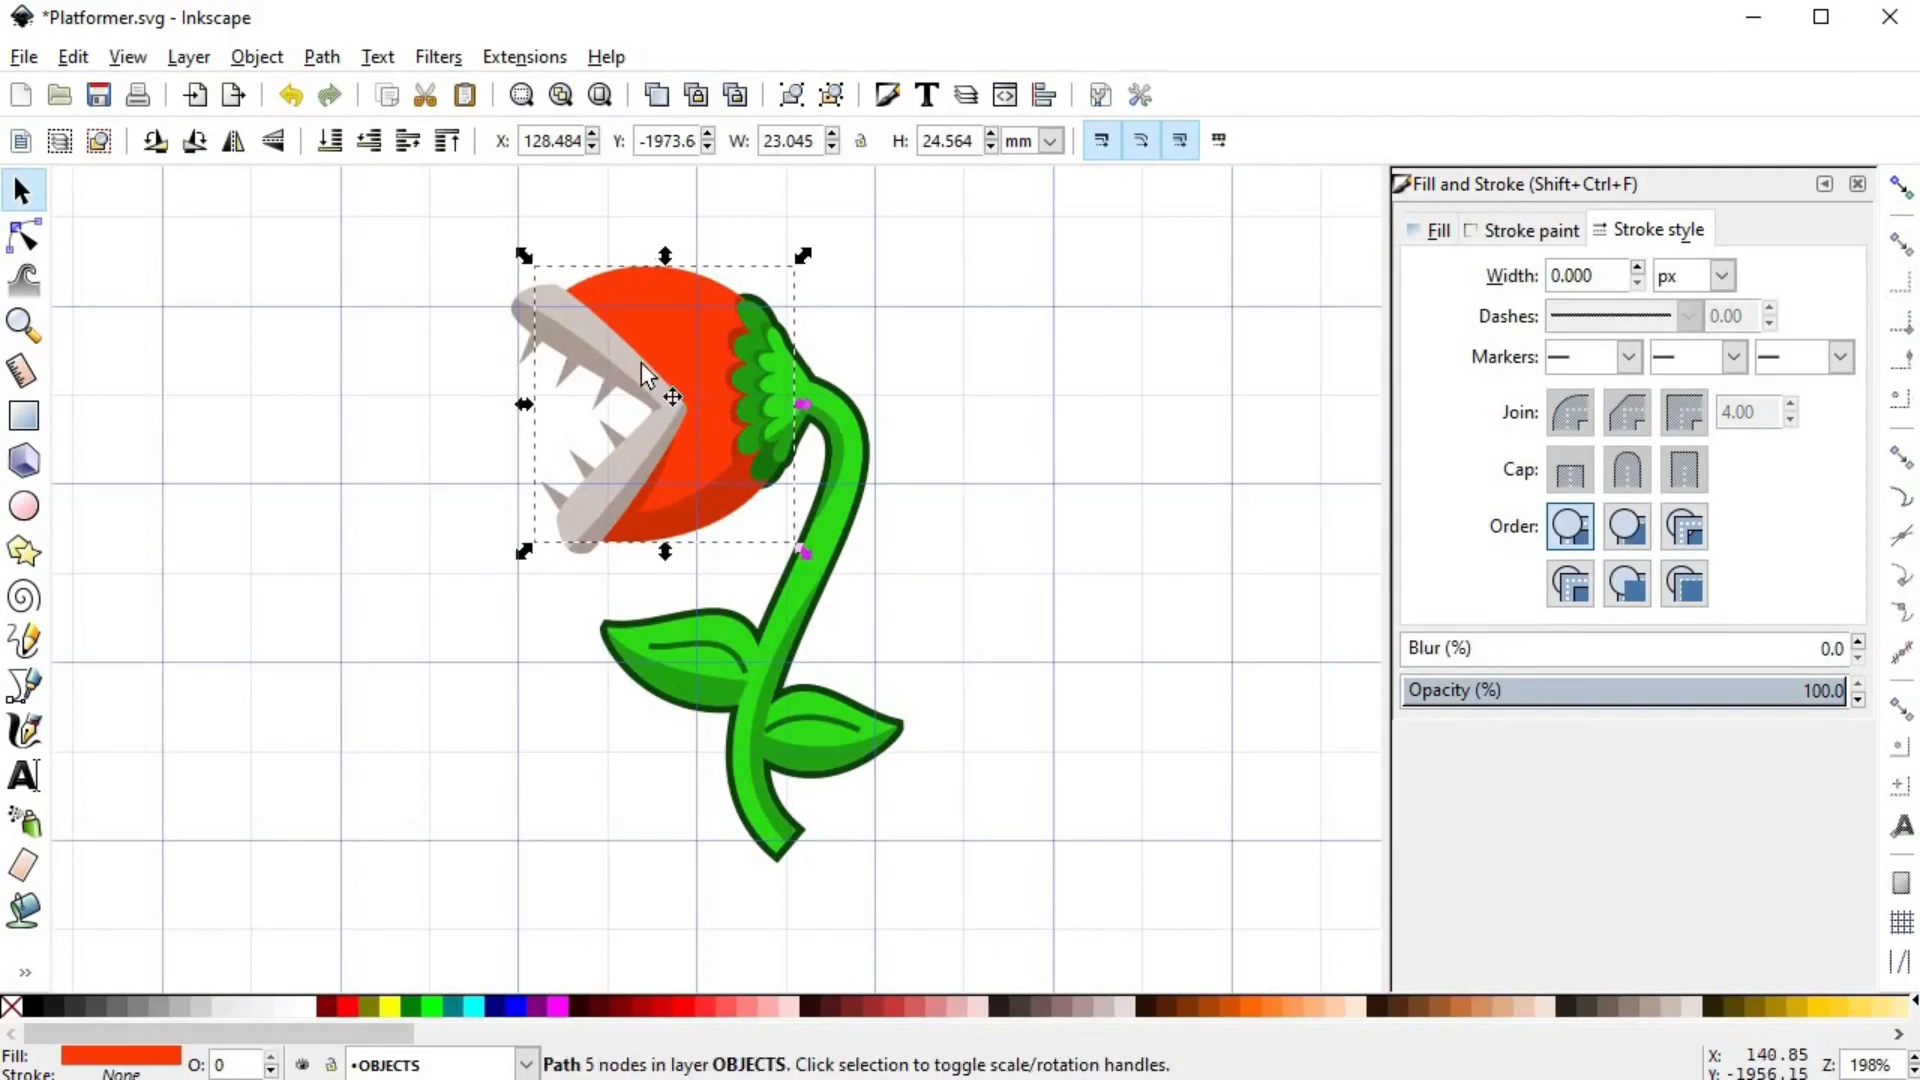 *Platformer.svg - Inkscape
File Edit View Layer Object Path Text Filters Extensions Help
X: 128.484 Y: -1973.6 W: 23.045 H: 24.564 mm
Fill and Stroke (Shift+Ctrl+F)
Fill Stroke paint Stroke style
Width: 0.000 px
Dashes: 0.00
Markers:
Join: 4.00
Cap:
Order:
Blur (%) 0.0
Opacity (%) 100.0
Fill: O: 0 •OBJECTS Path 5 nodes in layer OBJECTS. Click selection to toggle scale/rotation handles. X: 140.85 Z: 198%
Stroke: None Y: -1956.15